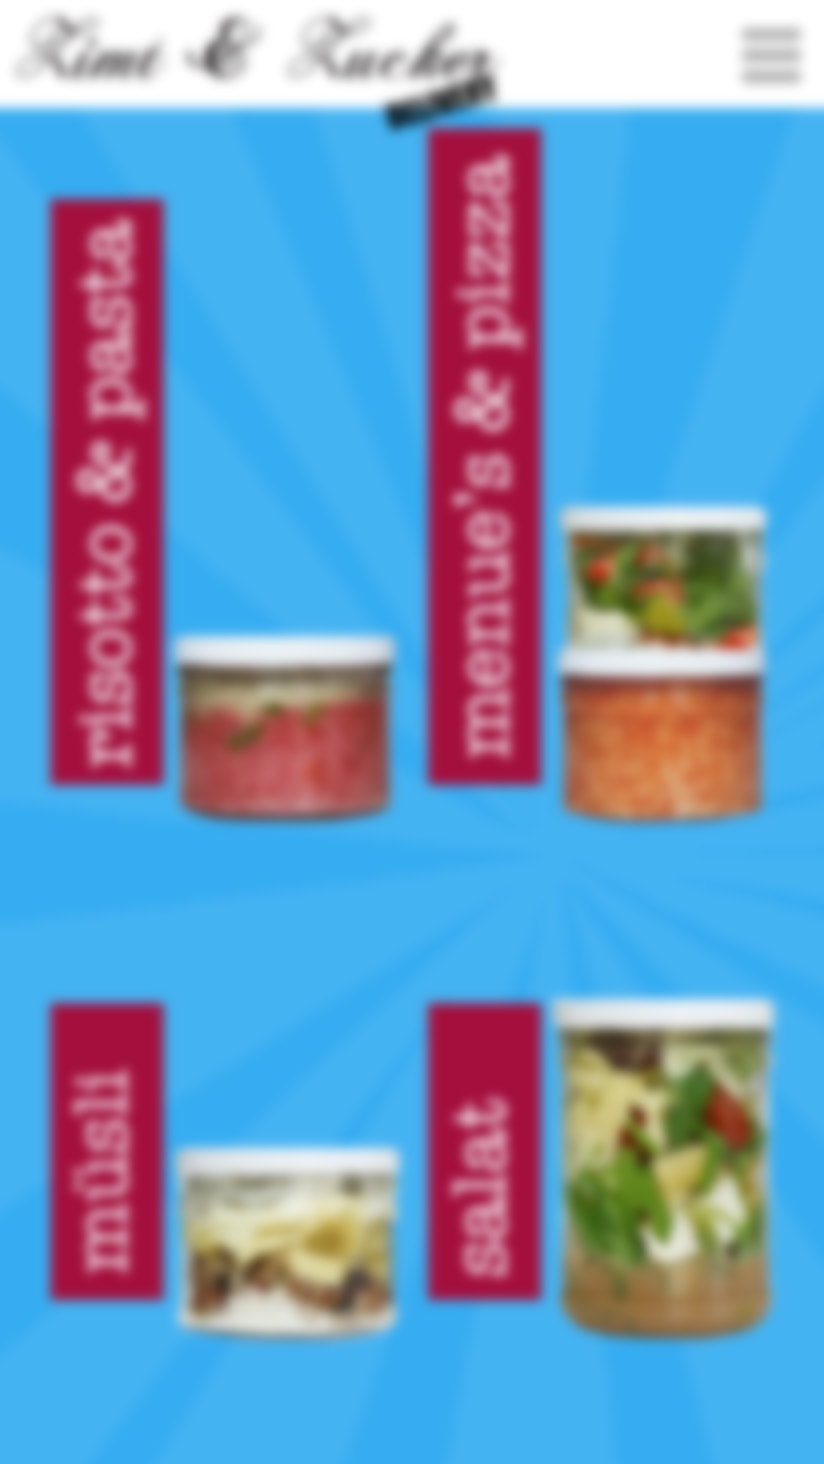 Zimt & Zucker
risotto & pasta
menue's & pizza
müsli
salat